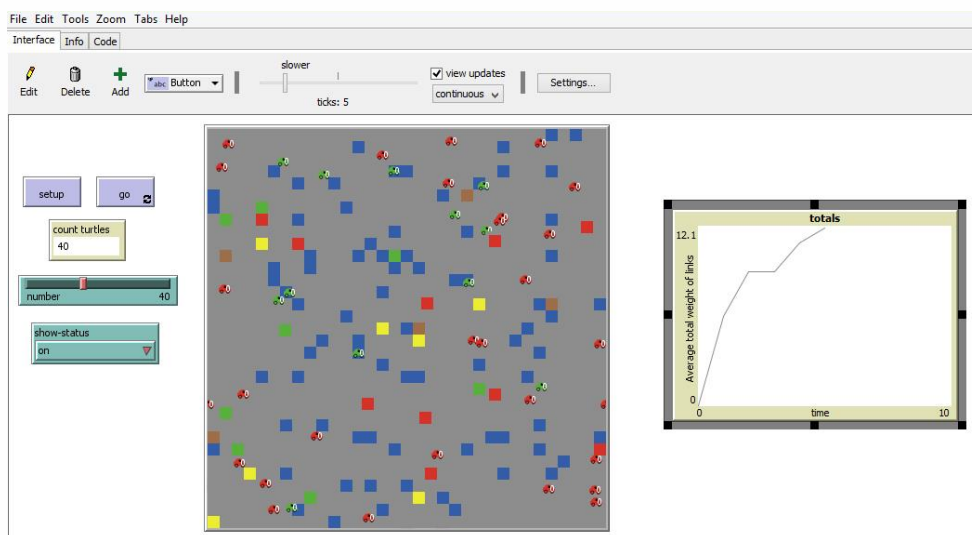 File Edit Tools Zoom Tabs Help
Interface Info Code
slower
Edit Delete Add abc Button view updates Settings...
ticks: 5 continuous
setup go
count turtles
40
number 40
show-status
on
totals
12.1
Average total weight of links
0
0 time 10